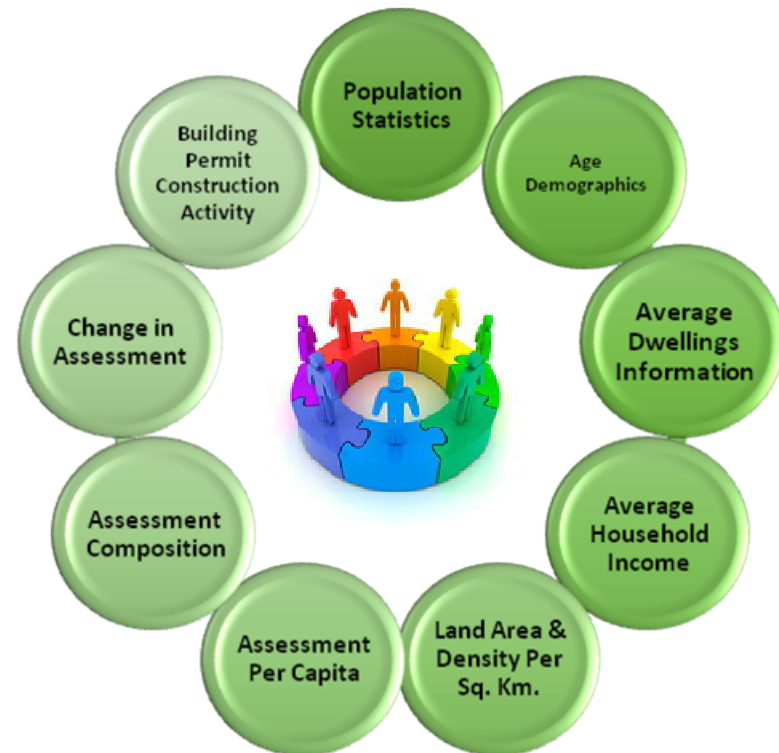 Population
Statistics
Age
Demographics
Average
Dwellings
Information
Average
Household
Income
Land Area &
Density Per
Sq. Km.
Assessment
Per Capita
Assessment
Composition
Change in
Assessment
Building
Permit
Construction
Activity